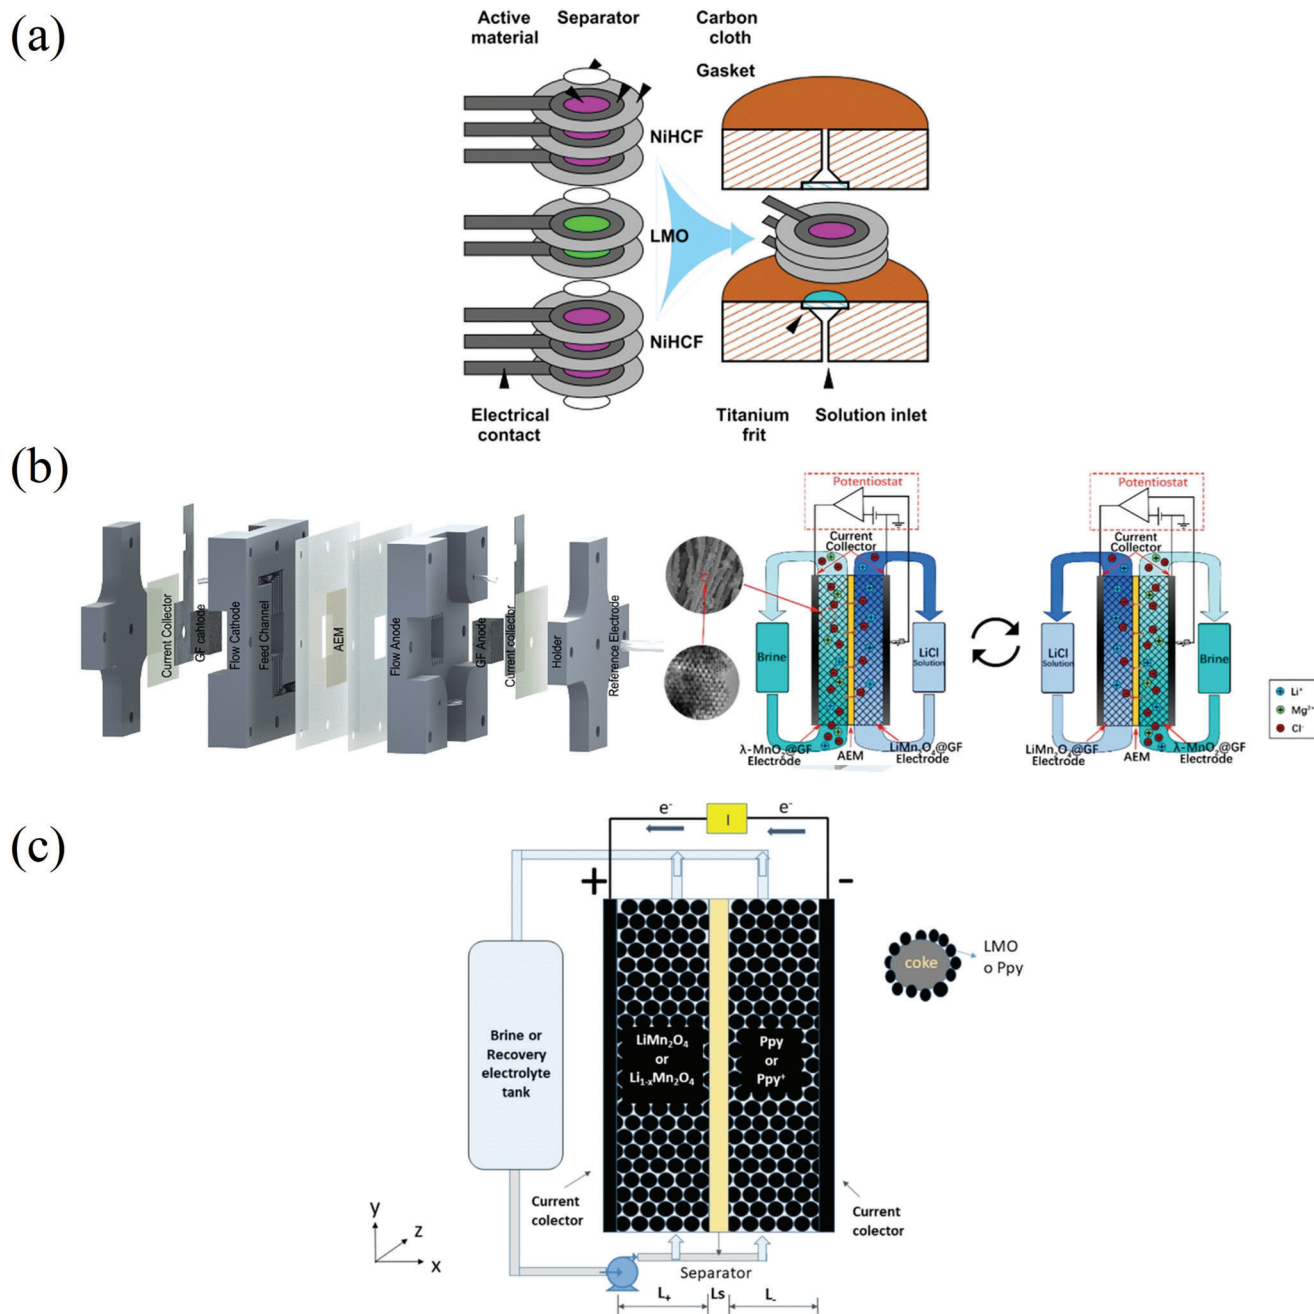 (a)
Active
material
Separator
Carbon
cloth
Gasket
NiHCF
LMO
NiHCF
Electrical
contact
Titanium
frit
Solution inlet
(b)
Current Collector
GF cahtode
Flow Cathode
Feed Channel
AEM
Flow Anode
GF Anode
Current collector
Holder
Reference Electrode
Potentiostat
Current
Collector
Brine
LiCl
Solution
λ-MnO₂@GF
Electrode
AEM
LiMn₂O₄@GF
Electrode
Potentiostat
Current
Collector
LiCl
Solution
Brine
LiMn₂O₄@GF
Electrode
AEM
λ-MnO₂@GF
Electrode
Li⁺
Mg²⁺
Cl⁻
(c)
e⁻
I
e⁻
+
-
Brine or
Recovery
electrolyte
tank
LiMn₂O₄
or
Li₁₋ₓMn₂O₄
Ppy
or
Ppy⁺
coke
LMO
o Ppy
Current
colector
Current
colector
y
z
x
Separator
L₊
Ls
L₋